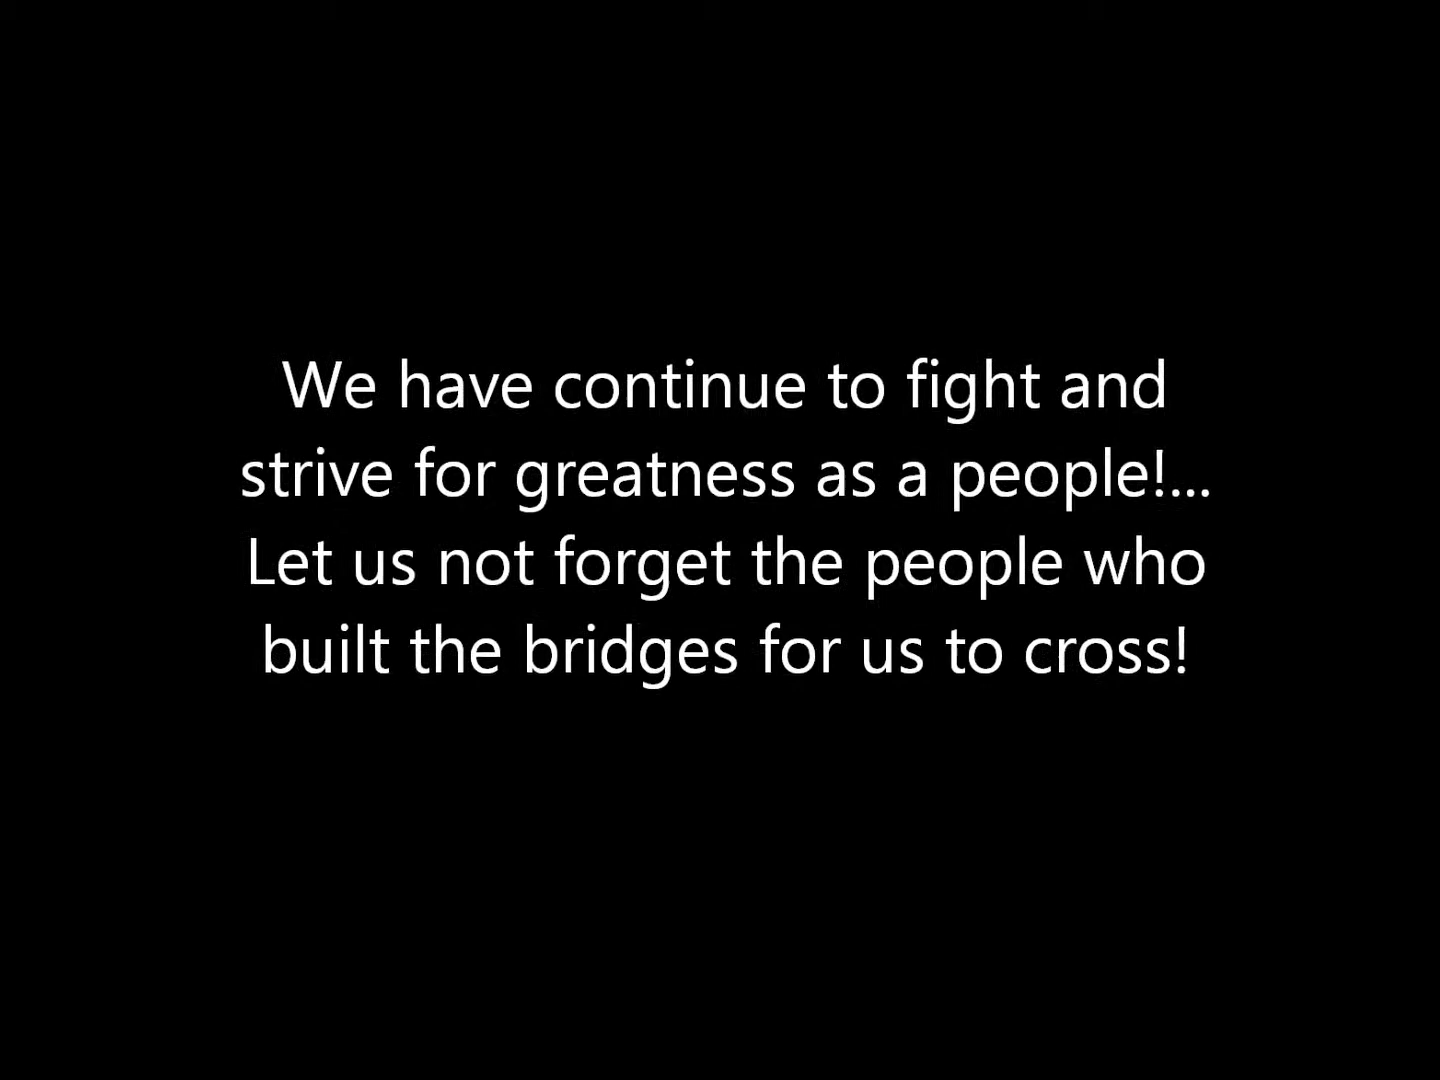 We have continue to fight and
strive for greatness as a people!...
Let us not forget the people who
built the bridges for us to cross!